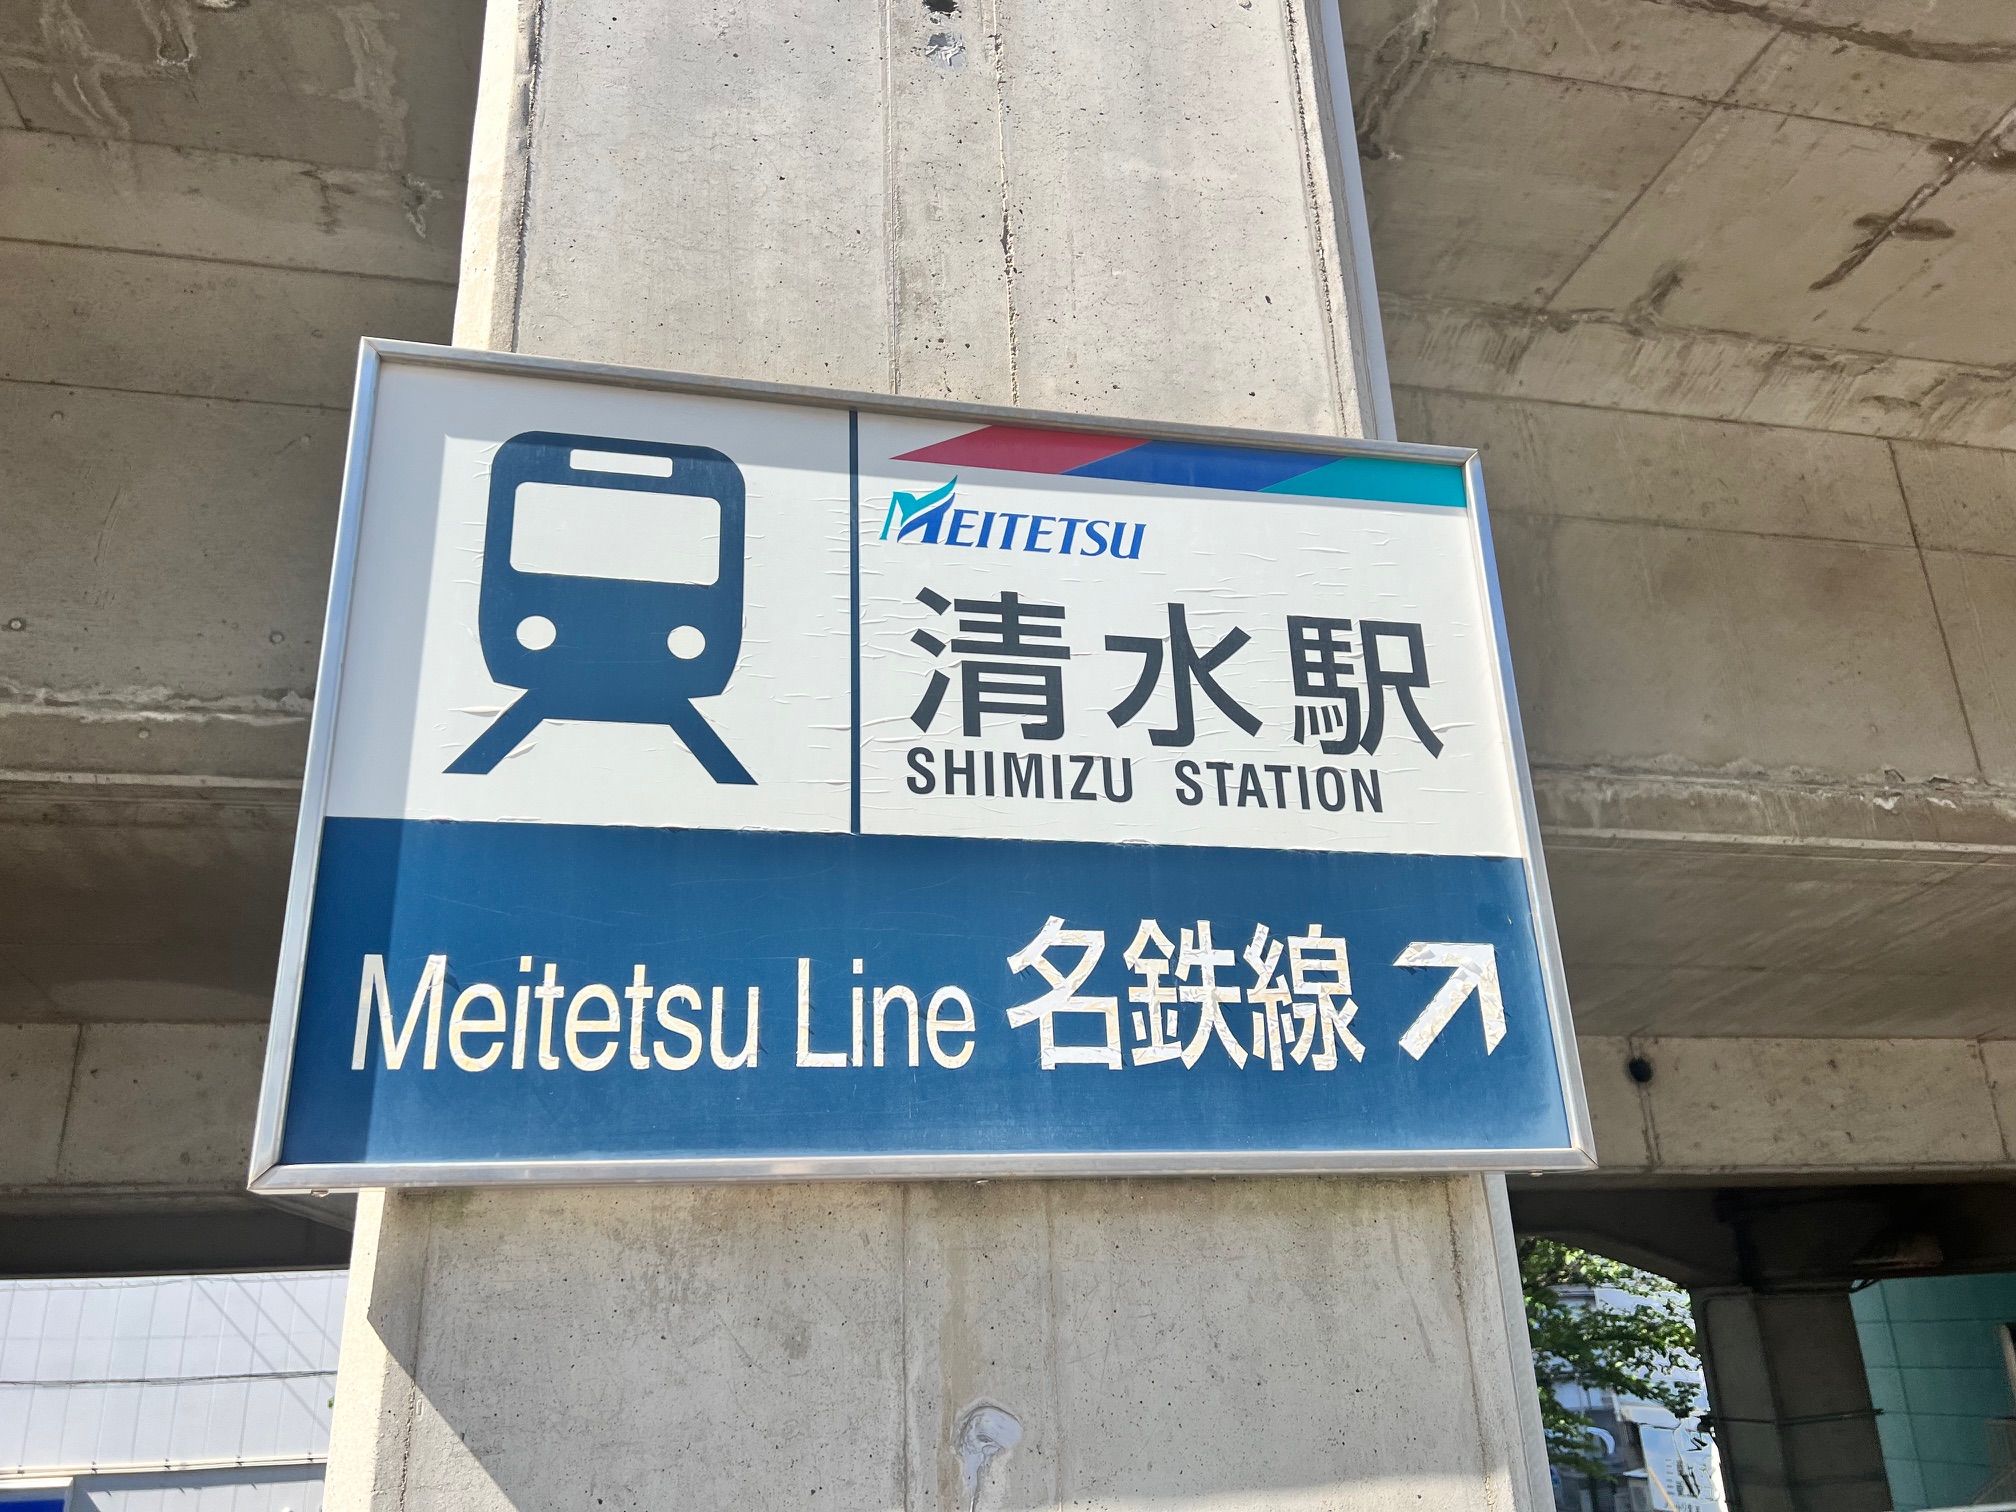 MEITETSU
清水駅
SHIMIZU STATION
Meitetsu Line 名鉄線 ↗